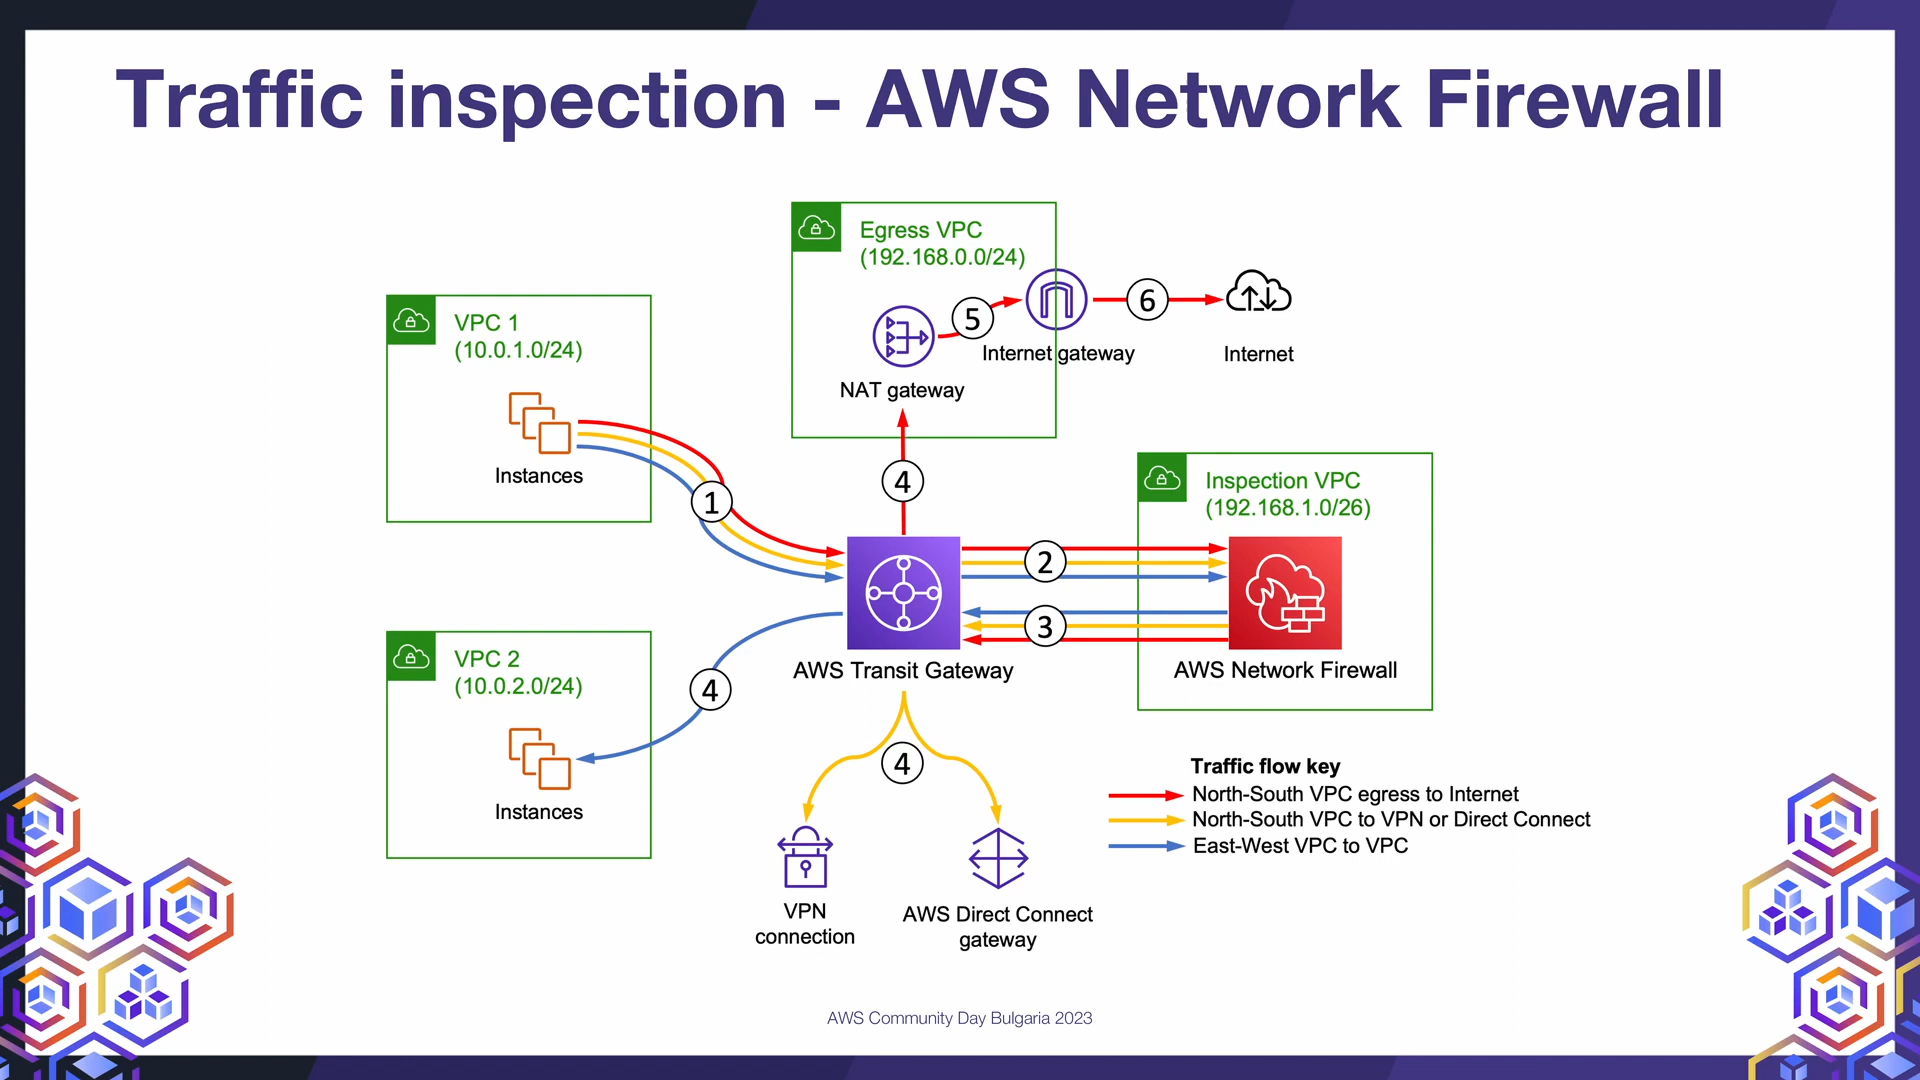 Traffic inspection - AWS Network Firewall
Egress VPC
(192.168.0.0/24)
5
6
Internet gateway
Internet
NAT gateway
VPC 1
(10.0.1.0/24)
Instances
1
4
Inspection VPC
(192.168.1.0/26)
2
3
AWS Transit Gateway
AWS Network Firewall
VPC 2
(10.0.2.0/24)
4
Instances
4
VPN
connection
AWS Direct Connect
gateway
Traffic flow key
North-South VPC egress to Internet
North-South VPC to VPN or Direct Connect
East-West VPC to VPC
AWS Community Day Bulgaria 2023